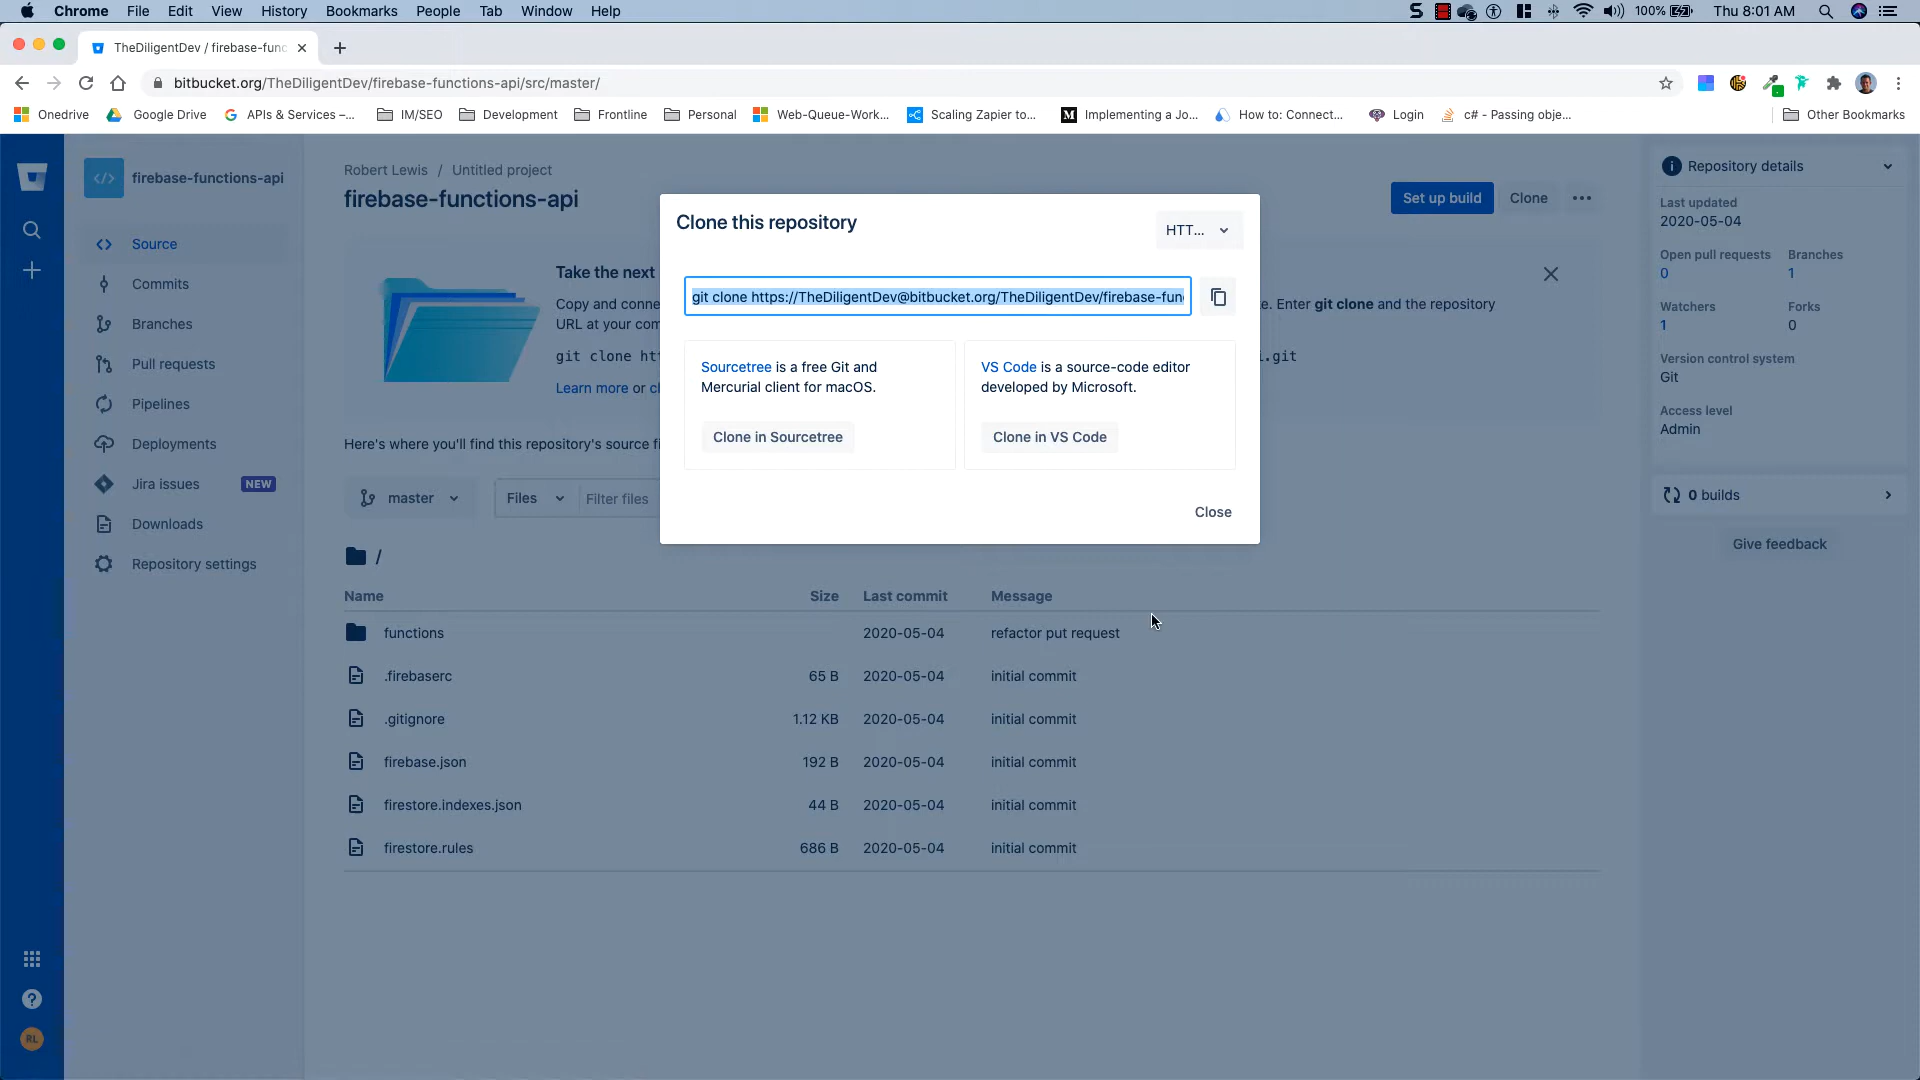 Chrome File Edit View History Bookmarks People Tab Window Help
100% Thu 8:01 AM
TheDiligentDev / firebase-func
bitbucket.org/TheDiligentDev/firebase-functions-api/src/master/
Onedrive Google Drive APIs & Services –... IM/SEO Development Frontline Personal Web-Queue-Work... Scaling Zapier to... Implementing a Jo... How to: Connect... Login c# - Passing obje... Other Bookmarks
firebase-functions-api
Source
Commits
Branches
Pull requests
Pipelines
Deployments
Jira issues NEW
Downloads
Repository settings
RL
Robert Lewis / Untitled project
firebase-functions-api
Set up build Clone
Take the next
Copy and conne
e. Enter git clone and the repository
URL at your com
git clone htt
i.git
Learn more or cl
Here's where you'll find this repository's source fi
master Files Filter files
/
Name Size Last commit Message
functions 2020-05-04 refactor put request
.firebaserc 65 B 2020-05-04 initial commit
.gitignore 1.12 KB 2020-05-04 initial commit
firebase.json 192 B 2020-05-04 initial commit
firestore.indexes.json 44 B 2020-05-04 initial commit
firestore.rules 686 B 2020-05-04 initial commit
Clone this repository
HTT...
git clone https://TheDiligentDev@bitbucket.org/TheDiligentDev/firebase-fun
Sourcetree is a free Git and
Mercurial client for macOS.
Clone in Sourcetree
VS Code is a source-code editor
developed by Microsoft.
Clone in VS Code
Close
Repository details
Last updated
2020-05-04
Open pull requests Branches
0 1
Watchers Forks
1 0
Version control system
Git
Access level
Admin
0 builds
Give feedback